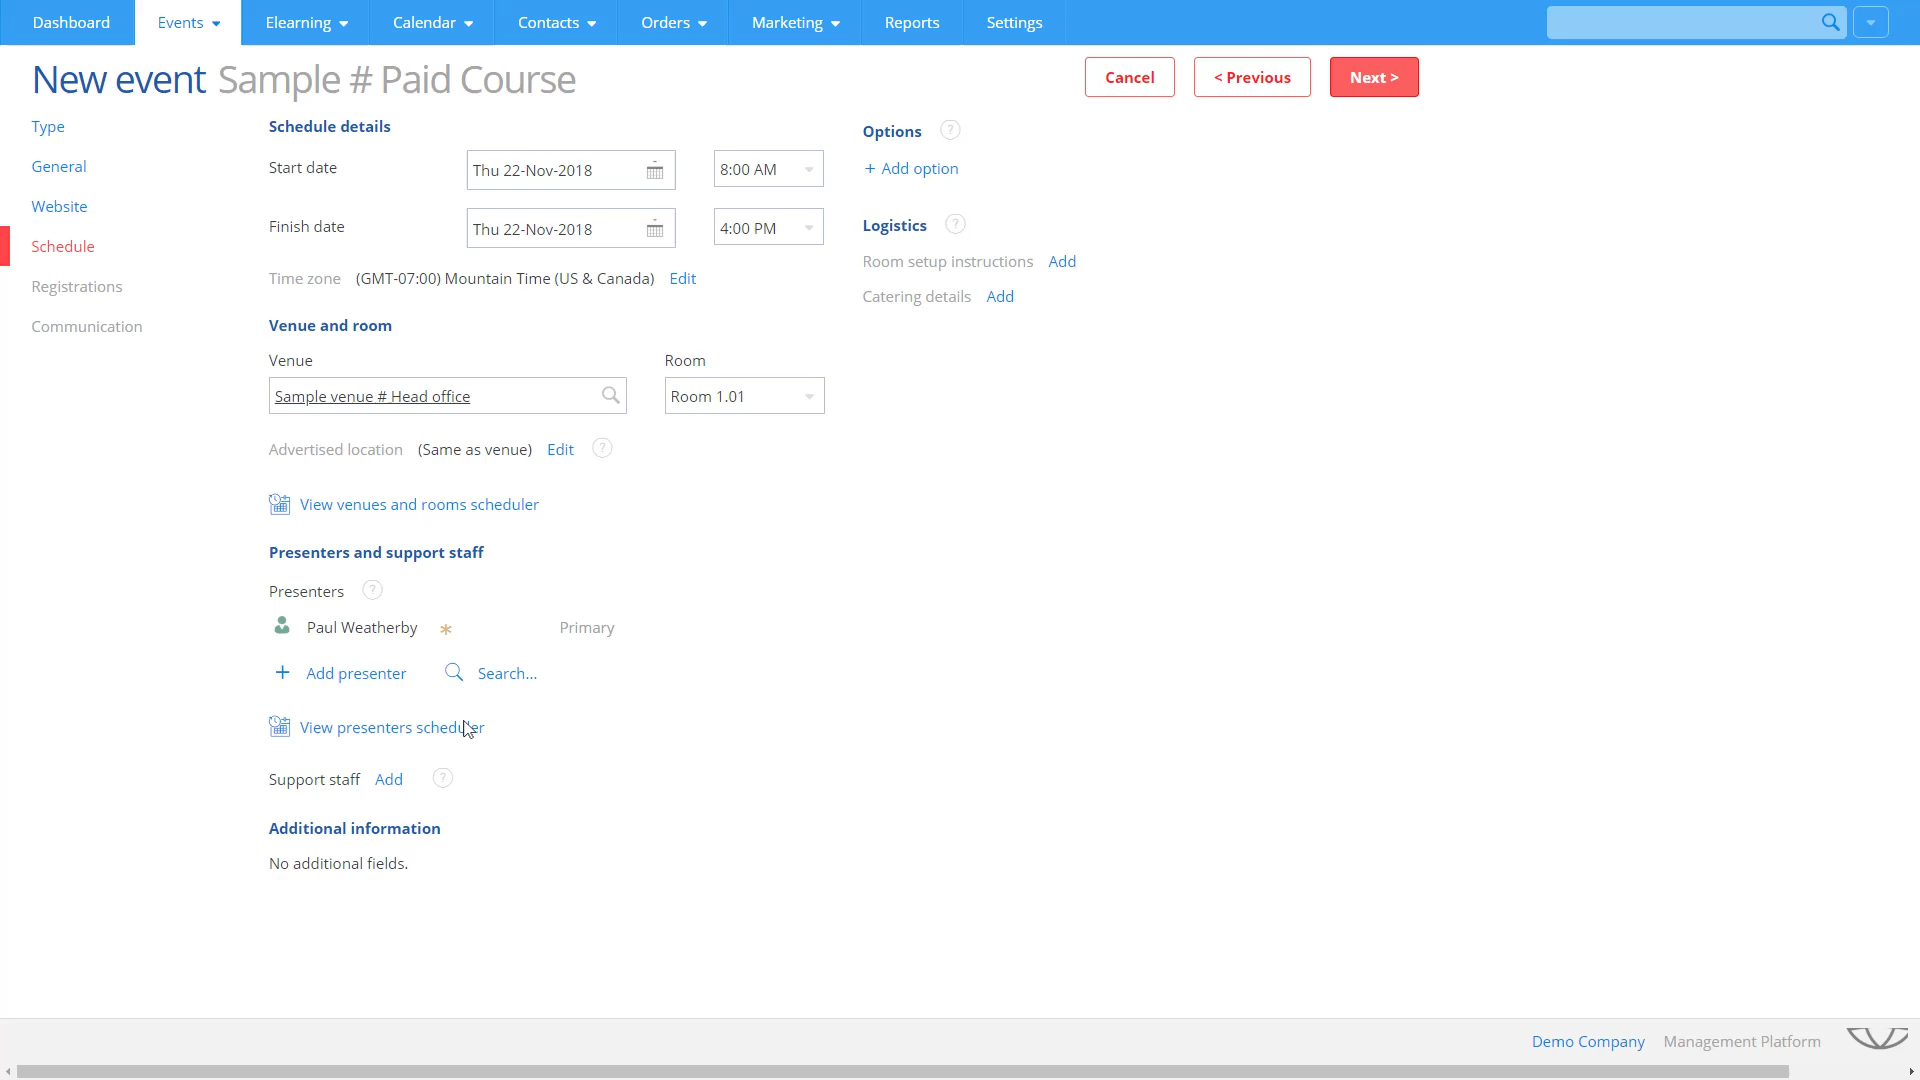 Dashboard Events Elearning Calendar Contacts Orders Marketing Reports Settings
New event Sample # Paid Course
Cancel < Previous Next >
Type
General
Website
Schedule
Registrations
Communication
Schedule details
Start date Thu 22-Nov-2018 8:00 AM
Finish date Thu 22-Nov-2018 4:00 PM
Time zone (GMT-07:00) Mountain Time (US & Canada) Edit
Venue and room
Venue Room
Sample venue # Head office Room 1.01
Advertised location (Same as venue) Edit ?
View venues and rooms scheduler
Presenters and support staff
Presenters ?
Paul Weatherby * Primary
+ Add presenter Search...
View presenters scheduler
Support staff Add ?
Additional information
No additional fields.
Options ?
+ Add option
Logistics ?
Room setup instructions Add
Catering details Add
Demo Company Management Platform